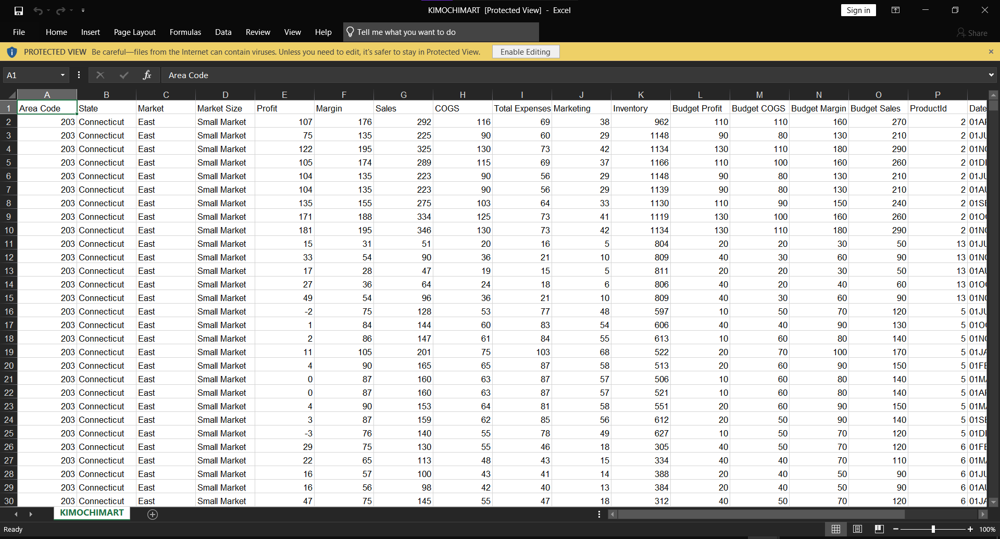 KIMOCHIMART [Protected View] - Excel
Sign in
File Home Insert Page Layout Formulas Data Review View Help Tell me what you want to do Share
PROTECTED VIEW Be careful—files from the Internet can contain viruses. Unless you need to edit, it's safer to stay in Protected View. Enable Editing
A1 fx Area Code
A B C D E F G H I J K L M N O P
1 Area Code State Market Market Size Profit Margin Sales COGS Total Expenses Marketing Inventory Budget Profit Budget COGS Budget Margin Budget Sales ProductId Date
2 203 Connecticut East Small Market 107 176 292 116 69 38 962 110 110 160 270 2 01AP
3 203 Connecticut East Small Market 75 135 225 90 60 29 1148 90 80 130 210 2 01JU
4 203 Connecticut East Small Market 122 195 325 130 73 42 1134 130 110 180 290 2 01NO
5 203 Connecticut East Small Market 105 174 289 115 69 37 1166 110 100 160 260 2 01DE
6 203 Connecticut East Small Market 104 135 223 90 56 29 1148 90 80 130 210 2 01JU
7 203 Connecticut East Small Market 104 135 223 90 56 29 1139 90 80 130 210 2 01AU
8 203 Connecticut East Small Market 135 155 275 103 64 33 1130 110 90 150 240 2 01SE
9 203 Connecticut East Small Market 171 188 334 125 73 41 1119 130 100 160 260 2 01OC
10 203 Connecticut East Small Market 181 195 346 130 73 42 1134 130 110 180 290 2 01NO
11 203 Connecticut East Small Market 15 31 51 20 16 5 804 20 20 30 50 13 01JU
12 203 Connecticut East Small Market 33 54 90 36 21 10 809 40 30 60 90 13 01NO
13 203 Connecticut East Small Market 17 28 47 19 15 5 811 20 20 30 50 13 01AU
14 203 Connecticut East Small Market 27 36 64 24 18 6 806 40 20 40 60 13 01OC
15 203 Connecticut East Small Market 49 54 96 36 21 10 809 40 30 60 90 13 01NO
16 203 Connecticut East Small Market -2 75 128 53 77 48 597 10 50 70 120 5 01JU
17 203 Connecticut East Small Market 1 84 144 60 83 54 606 40 40 90 130 5 01OC
18 203 Connecticut East Small Market 2 86 147 61 84 55 613 10 60 80 140 5 01NO
19 203 Connecticut East Small Market 11 105 201 75 103 68 522 20 70 100 170 5 01JA
20 203 Connecticut East Small Market 4 90 165 65 87 58 513 20 60 90 150 5 01FE
21 203 Connecticut East Small Market 0 87 160 63 87 57 506 10 60 80 140 5 01MA
22 203 Connecticut East Small Market 0 87 160 63 87 57 521 10 60 80 140 5 01AP
23 203 Connecticut East Small Market 4 90 153 64 81 58 551 20 60 90 150 5 01MA
24 203 Connecticut East Small Market 3 87 159 62 85 56 612 20 50 90 140 5 01SE
25 203 Connecticut East Small Market -3 76 140 55 78 49 627 10 50 70 120 5 01DE
26 203 Connecticut East Small Market 29 75 130 55 46 18 305 40 50 70 120 6 01FE
27 203 Connecticut East Small Market 22 65 113 48 43 15 334 40 40 70 110 6 01MA
28 203 Connecticut East Small Market 16 57 100 43 41 14 388 20 40 50 90 6 01JU
29 203 Connecticut East Small Market 16 56 98 42 40 13 384 20 40 50 90 6 01AU
30 203 Connecticut East Small Market 47 75 145 55 47 18 312 40 50 70 120 6 01JA
KIMOCHIMART
Ready 100%